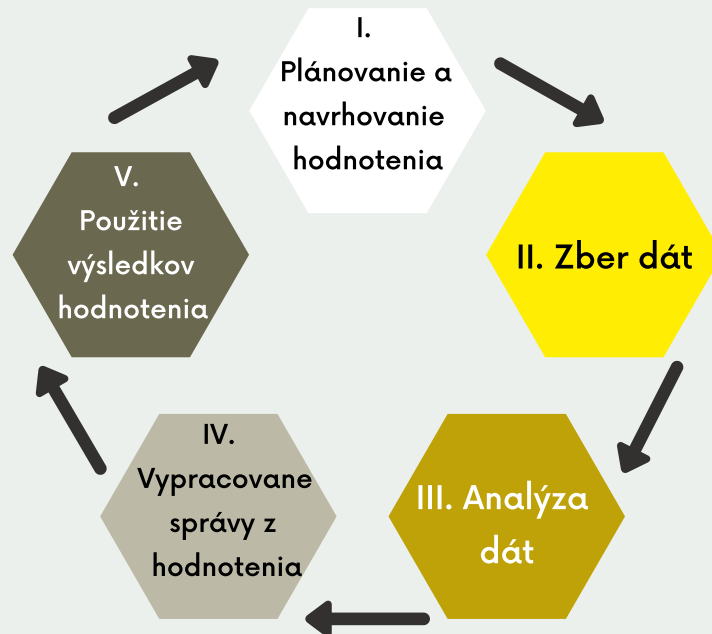 I.
Plánovanie a
navrhovanie
hodnotenia
II. Zber dát
III. Analýza
dát
IV.
Vypracovane
správy z
hodnotenia
V.
Použitie
výsledkov
hodnotenia